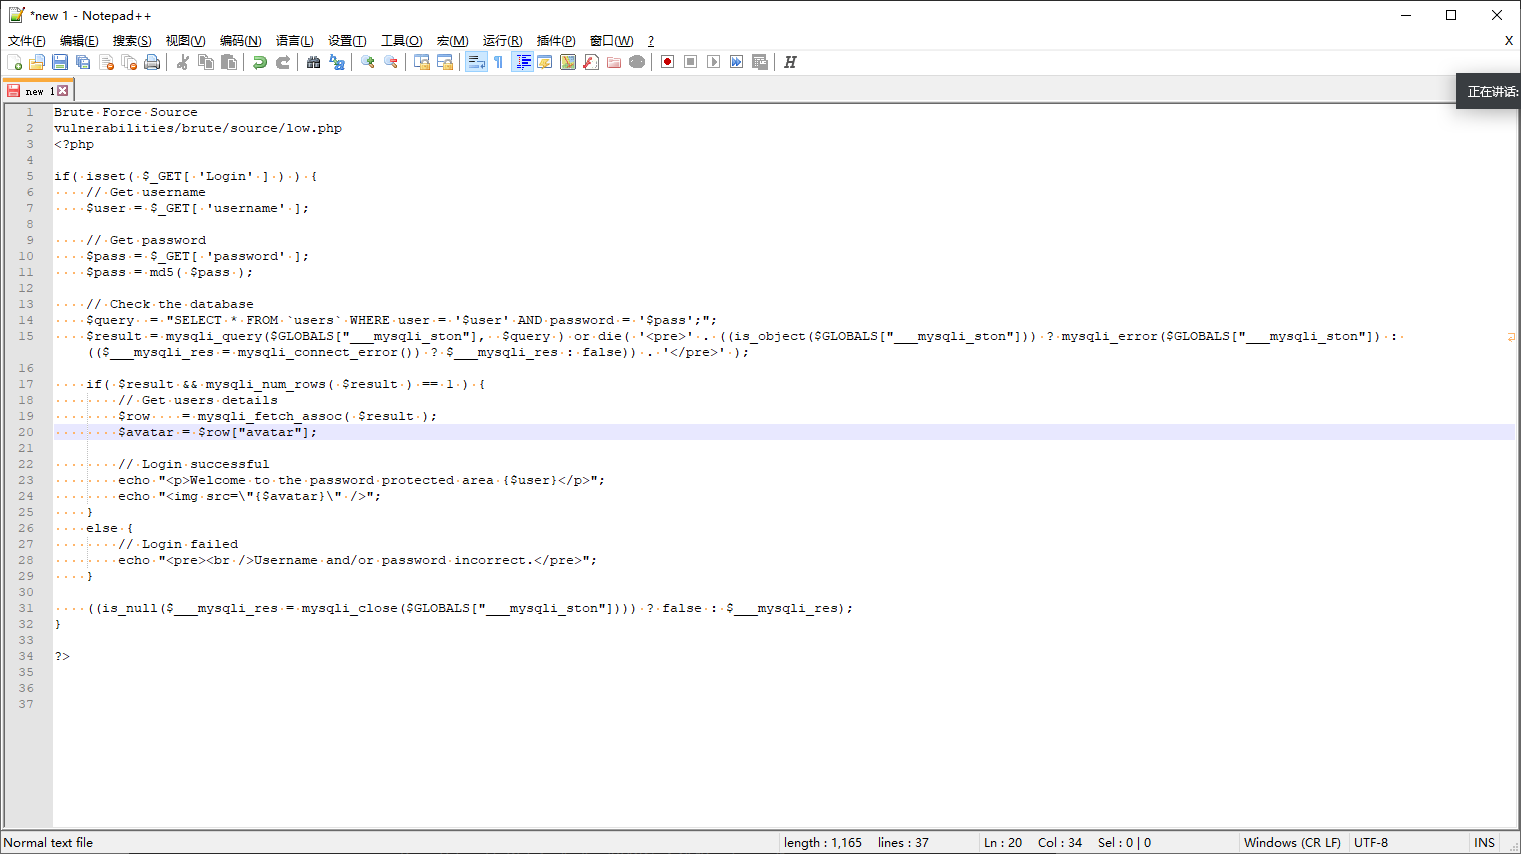 *new 1 - Notepad++
文件(F) 编辑(E) 搜索(S) 视图(V) 编码(N) 语言(L) 设置(T) 工具(O) 宏(M) 运行(R) 插件(P) 窗口(W) ? X
new 1
正在讲话:
1 Brute Force Source
2 vulnerabilities/brute/source/low.php
3 <?php
4
5 if( isset( $_GET[ 'Login' ] ) ) {
6     // Get username
7     $user = $_GET[ 'username' ];
8
9     // Get password
10     $pass = $_GET[ 'password' ];
11     $pass = md5( $pass );
12
13     // Check the database
14     $query  = "SELECT * FROM `users` WHERE user = '$user' AND password = '$pass';";
15     $result = mysqli_query($GLOBALS["___mysqli_ston"],  $query ) or die( '<pre>' . ((is_object($GLOBALS["___mysqli_ston"])) ? mysqli_error($GLOBALS["___mysqli_ston"]) :
(($___mysqli_res = mysqli_connect_error()) ? $___mysqli_res : false)) . '</pre>' );
16
17     if( $result && mysqli_num_rows( $result ) == 1 ) {
18         // Get users details
19         $row    = mysqli_fetch_assoc( $result );
20         $avatar = $row["avatar"];
21
22         // Login successful
23         echo "<p>Welcome to the password protected area {$user}</p>";
24         echo "<img src=\"{$avatar}\" />";
25     }
26     else {
27         // Login failed
28         echo "<pre><br />Username and/or password incorrect.</pre>";
29     }
30
31     ((is_null($___mysqli_res = mysqli_close($GLOBALS["___mysqli_ston"]))) ? false : $___mysqli_res);
32 }
33
34 ?>
35
36
37
Normal text file length : 1,165 lines : 37 Ln : 20 Col : 34 Sel : 0 | 0 Windows (CR LF) UTF-8 INS